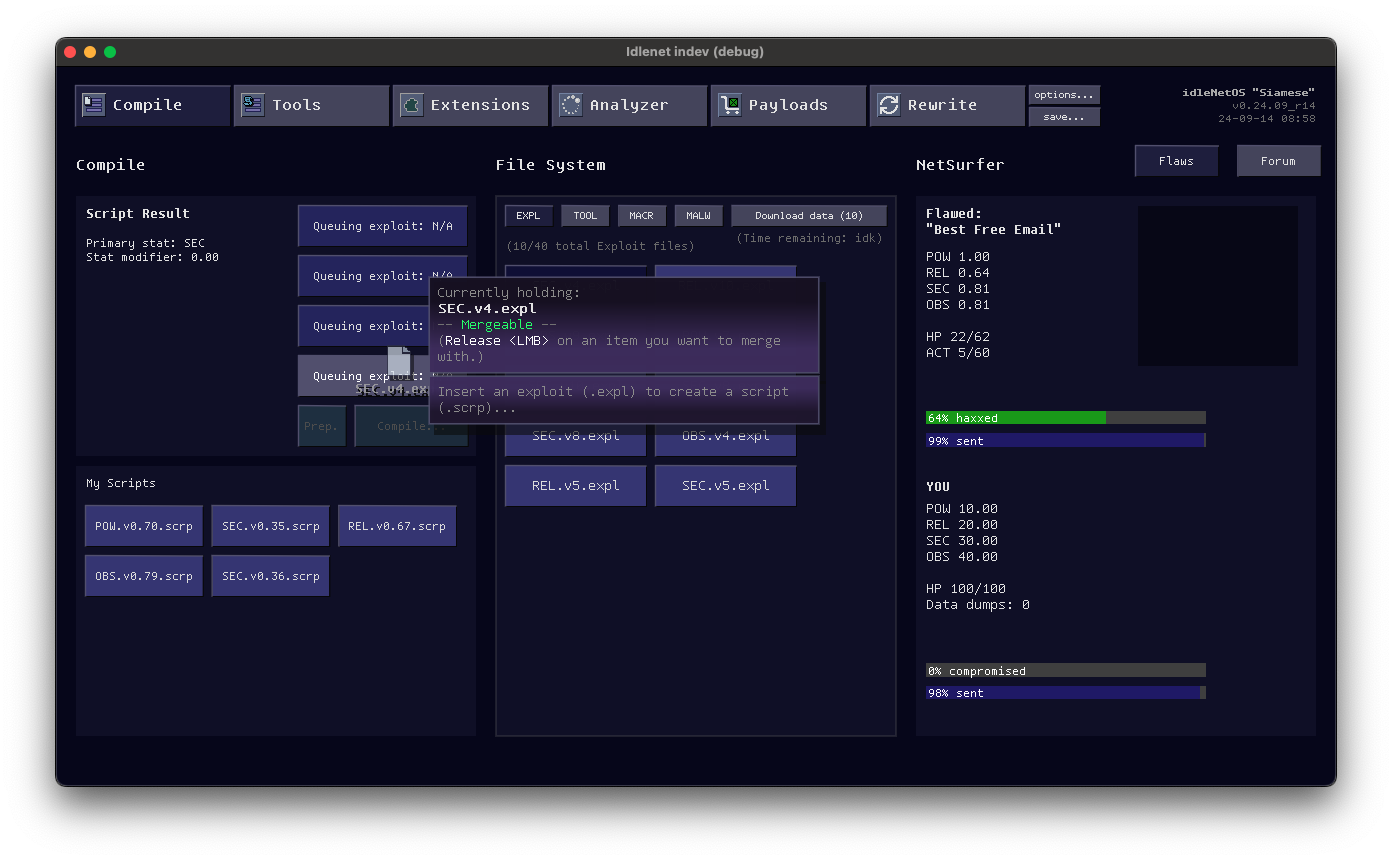 Idlenet indev (debug)
Compile
Tools
Extensions
Analyzer
Payloads
Rewrite
options...
save...
idleNetOS "Siamese"
v0.24.09_r14
24-09-14 08:58
Compile
Script Result
Primary stat: SEC
Stat modifier: 0.00
Queuing exploit: N/A
Queuing exploit: N/A
Queuing exploit:
Queuing exploit: N/A
SEC.v4.ex
Prep.
Compile...
My Scripts
POW.v0.70.scrp
SEC.v0.35.scrp
REL.v0.67.scrp
OBS.v0.79.scrp
SEC.v0.36.scrp
File System
EXPL
TOOL
MACR
MALW
Download data (10)
(10/40 total Exploit files)
(Time remaining: idk)
Currently holding:
SEC.v4.expl
-- Mergeable --
(Release <LMB> on an item you want to merge
with.)
Insert an exploit (.expl) to create a script
(.scrp)...
SEC.v8.expl
OBS.v4.expl
REL.v5.expl
SEC.v5.expl
NetSurfer
Flaws
Forum
Flawed:
"Best Free Email"
POW 1.00
REL 0.64
SEC 0.81
OBS 0.81
HP 22/62
ACT 5/60
64% haxxed
99% sent
YOU
POW 10.00
REL 20.00
SEC 30.00
OBS 40.00
HP 100/100
Data dumps: 0
0% compromised
98% sent